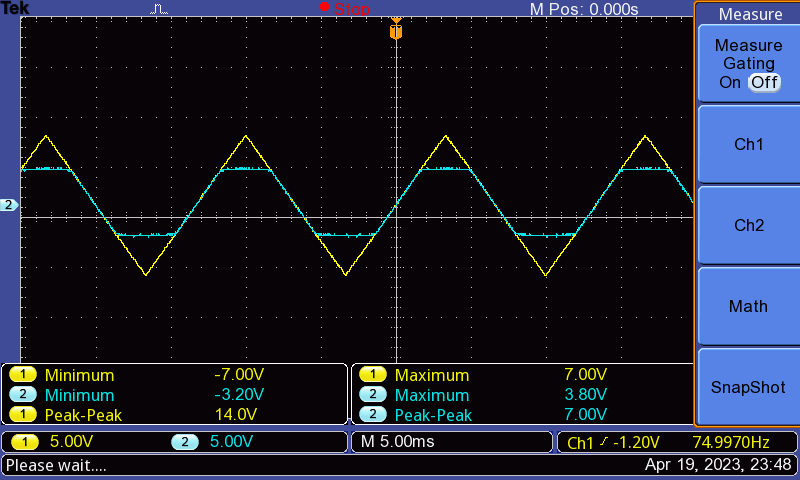 Tek Stop M Pos: 0.000s
T
2
Measure
Measure
Gating
On Off
Ch1
Ch2
Math
SnapShot
1 Minimum -7.00V
2 Minimum -3.20V
1 Peak-Peak 14.0V
1 Maximum 7.00V
2 Maximum 3.80V
2 Peak-Peak 7.00V
1 5.00V 2 5.00V M 5.00ms Ch1 -1.20V 74.9970Hz
Please wait.... Apr 19, 2023, 23:48